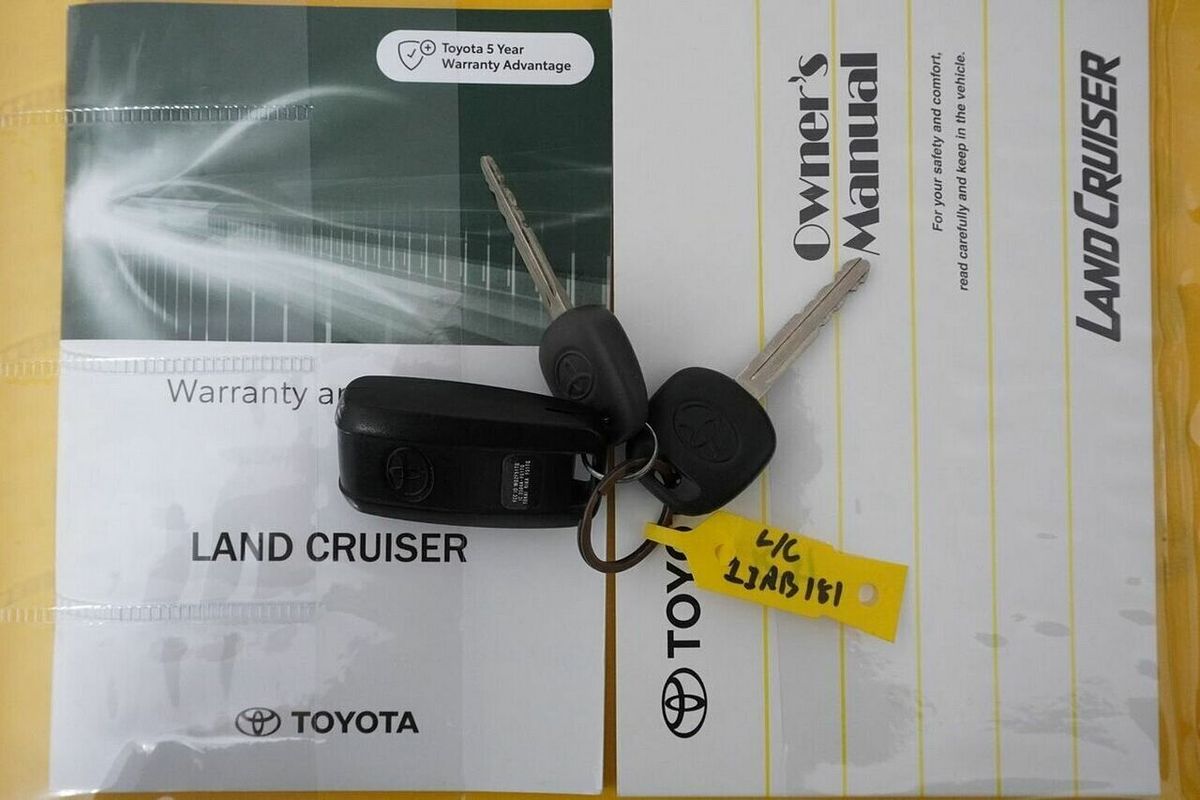 Toyota 5 Year
Warranty Advantage
Warranty
LAND CRUISER
TOYOTA
Owner's
Manual
For your safety and comfort,
read carefully and keep in the vehicle.
LAND CRUISER
TOYO
L/C
1IAB181